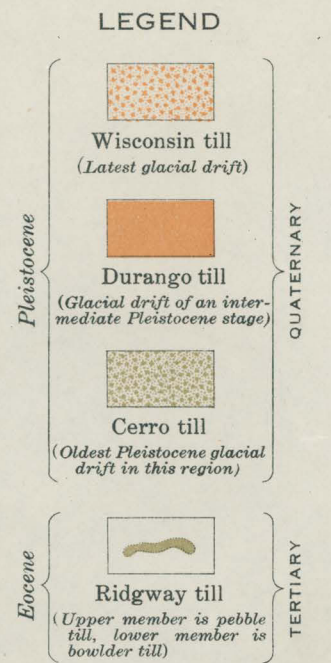 LEGEND
Wisconsin till
(Latest glacial drift)
Durango till
(Glacial drift of an inter-
mediate Pleistocene stage)
Cerro till
(Oldest Pleistocene glacial
drift in this region)
Pleistocene
QUATERNARY
Ridgway till
(Upper member is pebble
till, lower member is
bowlder till)
Eocene
TERTIARY